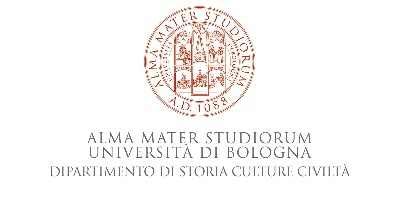 ALMA MATER STUDIORUM
A.D. 1088
ALMA MATER STUDIORUM
UNIVERSITÀ DI BOLOGNA
DIPARTIMENTO DI STORIA CULTURE CIVILTÀ